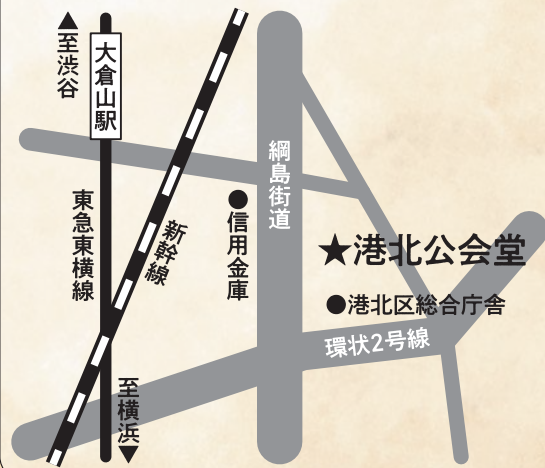 ▲至渋谷
大倉山駅
東急東横線
至横浜▼
新幹線
●信用金庫
綱島街道
★港北公会堂
●港北区総合庁舎
環状2号線